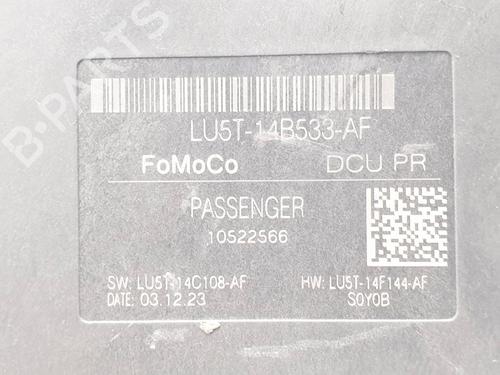 B-PARTS
LU5T-14B533-AF
FoMoCo DCU PR
PASSENGER
10522566
SW: LU5T-14C108-AF HW: LU5T-14F144-AF
DATE: 03.12.23 S0Y0B